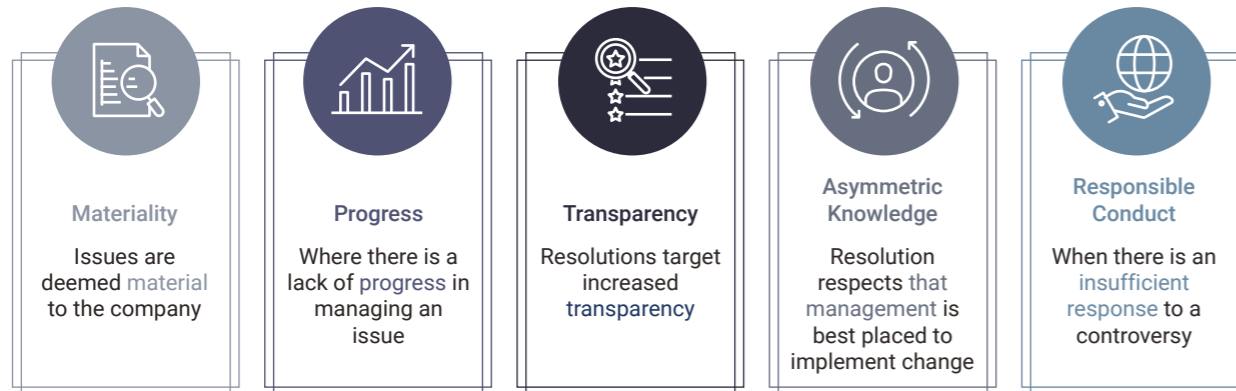 Materiality
Issues are
deemed material
to the company
Progress
Where there is a
lack of progress in
managing an
issue
Transparency
Resolutions target
increased
transparency
Asymmetric
Knowledge
Resolution
respects that
management is
best placed to
implement change
Responsible
Conduct
When there is an
insufficient
response to a
controversy